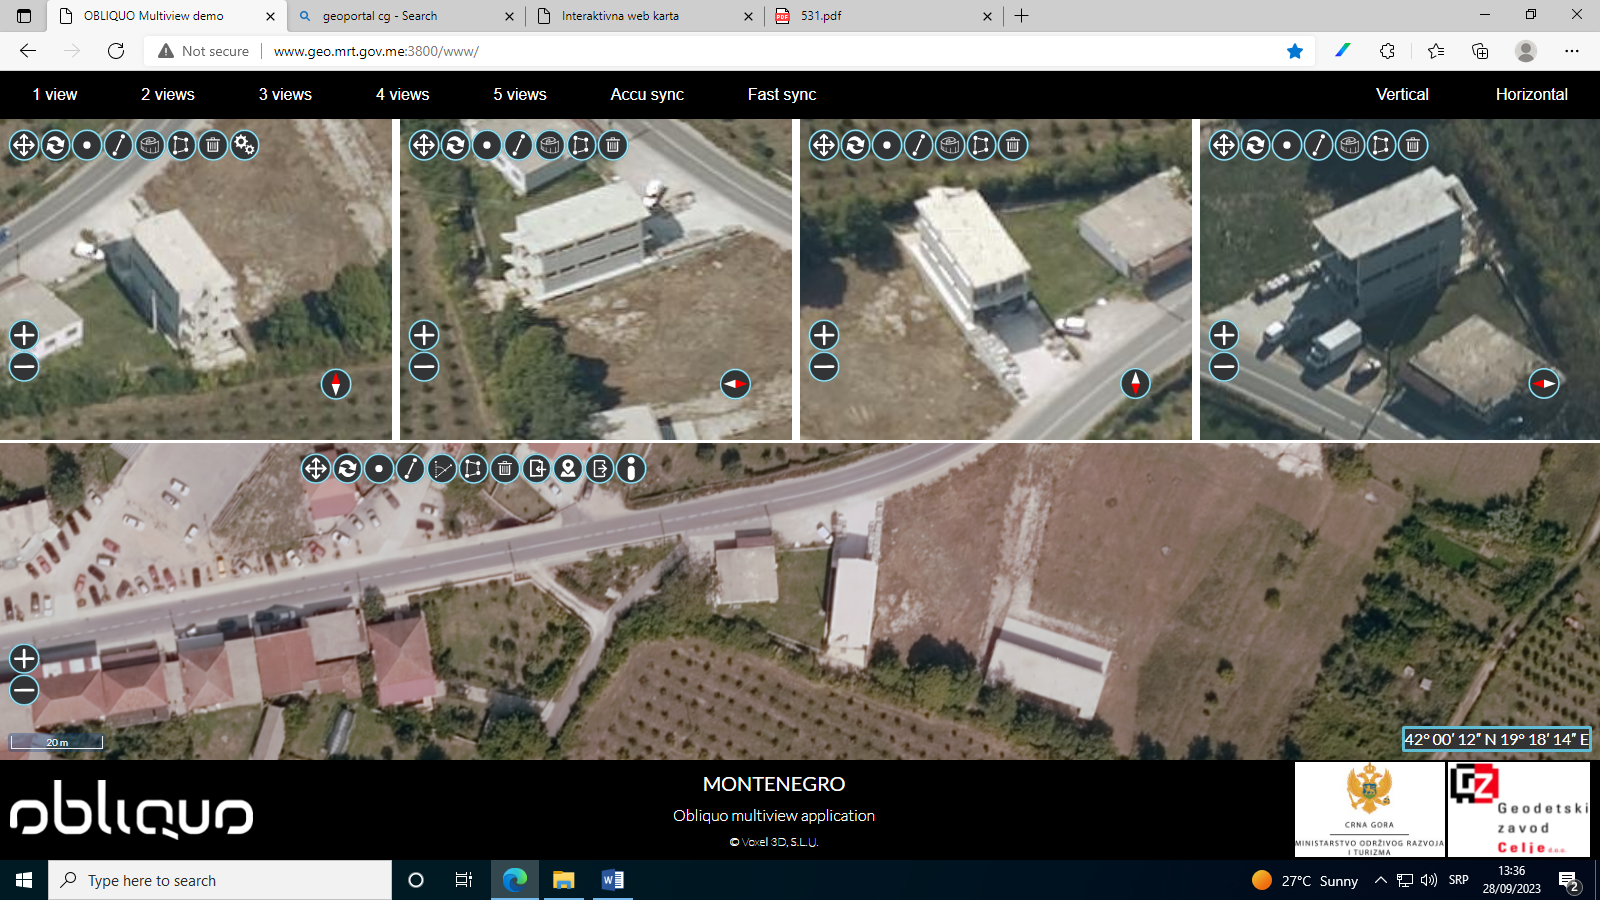 OBLIQUO Multiview demo
geoportal cg - Search
Interaktivna web karta
531.pdf
Not secure
www.geo.mrt.gov.me:3800/www/
1 view
2 views
3 views
4 views
5 views
Accu sync
Fast sync
Vertical
Horizontal
20 m
42° 00' 12" N 19° 18' 14" E
obliquo
MONTENEGRO
Obliquo multiview application
© Voxel 3D, S.L.U.
CRNA GORA
MINISTARSTVO ODRŽIVOG RAZVOJA
I TURIZMA
GZ
Geodetski
zavod
Celje d.o.o.
Type here to search
27°C Sunny
SRP
13:36
28/09/2023
2